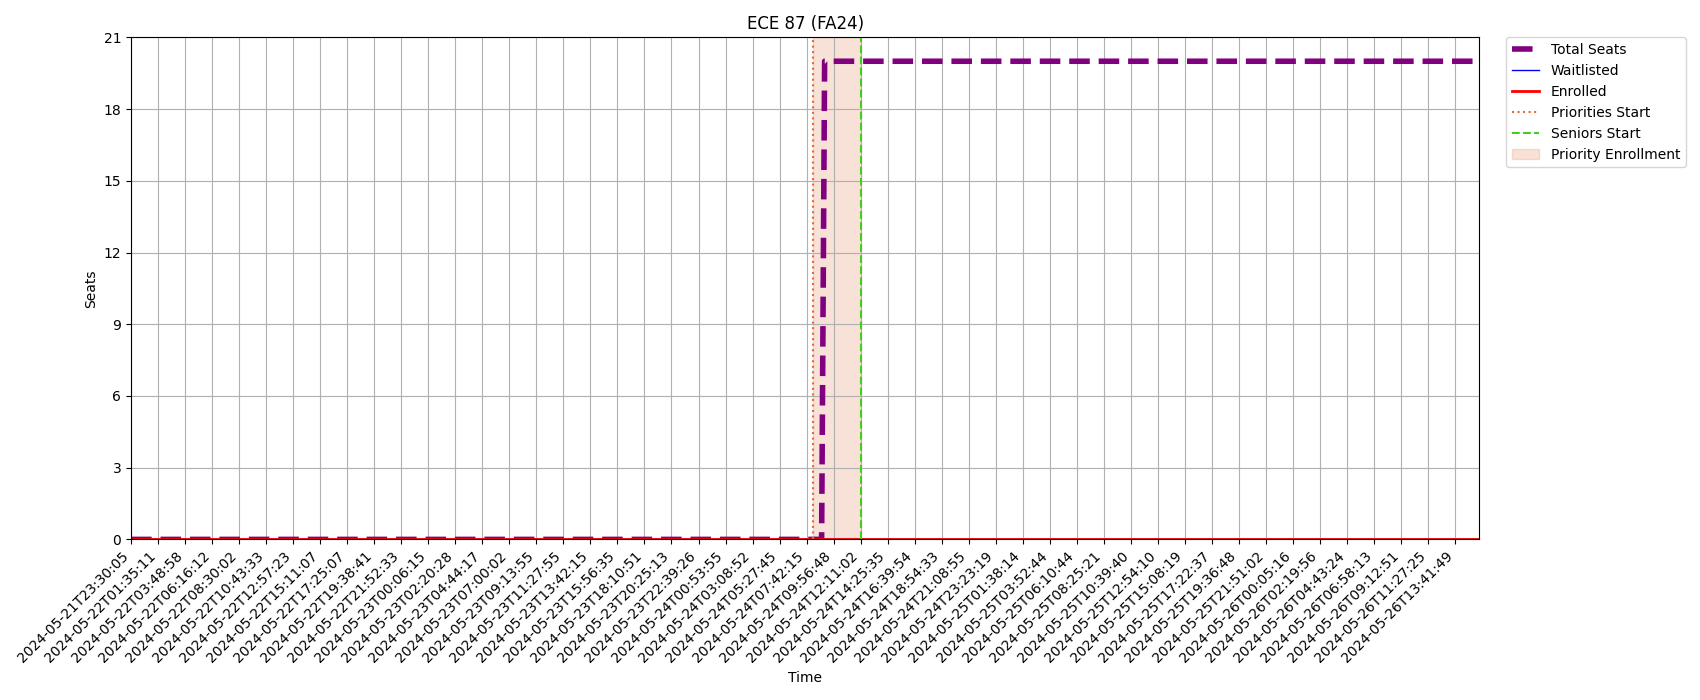 ECE 87 (FA24)
Total Seats
Waitlisted
Enrolled
Priorities Start
Seniors Start
Priority Enrollment
Seats
21
18
15
12
9
6
3
0
2024-05-21T23:30:05
2024-05-22T01:35:11
2024-05-22T03:48:58
2024-05-22T06:16:12
2024-05-22T08:30:02
2024-05-22T10:43:33
2024-05-22T12:57:23
2024-05-22T15:11:07
2024-05-22T17:25:07
2024-05-22T19:38:41
2024-05-22T21:52:33
2024-05-23T00:06:15
2024-05-23T02:20:28
2024-05-23T04:44:17
2024-05-23T07:00:02
2024-05-23T09:13:55
2024-05-23T11:27:55
2024-05-23T13:42:15
2024-05-23T15:56:35
2024-05-23T18:10:51
2024-05-23T20:25:13
2024-05-23T22:39:26
2024-05-24T00:53:55
2024-05-24T03:08:52
2024-05-24T05:27:45
2024-05-24T07:42:15
2024-05-24T09:56:48
2024-05-24T12:11:02
2024-05-24T14:25:35
2024-05-24T16:39:54
2024-05-24T18:54:33
2024-05-24T21:08:55
2024-05-24T23:23:19
2024-05-25T01:38:14
2024-05-25T03:52:44
2024-05-25T06:10:44
2024-05-25T08:25:21
2024-05-25T10:39:40
2024-05-25T12:54:10
2024-05-25T15:08:19
2024-05-25T17:22:37
2024-05-25T19:36:48
2024-05-25T21:51:02
2024-05-26T00:05:16
2024-05-26T02:19:56
2024-05-26T04:43:24
2024-05-26T06:58:13
2024-05-26T09:12:51
2024-05-26T11:27:25
2024-05-26T13:41:49
Time